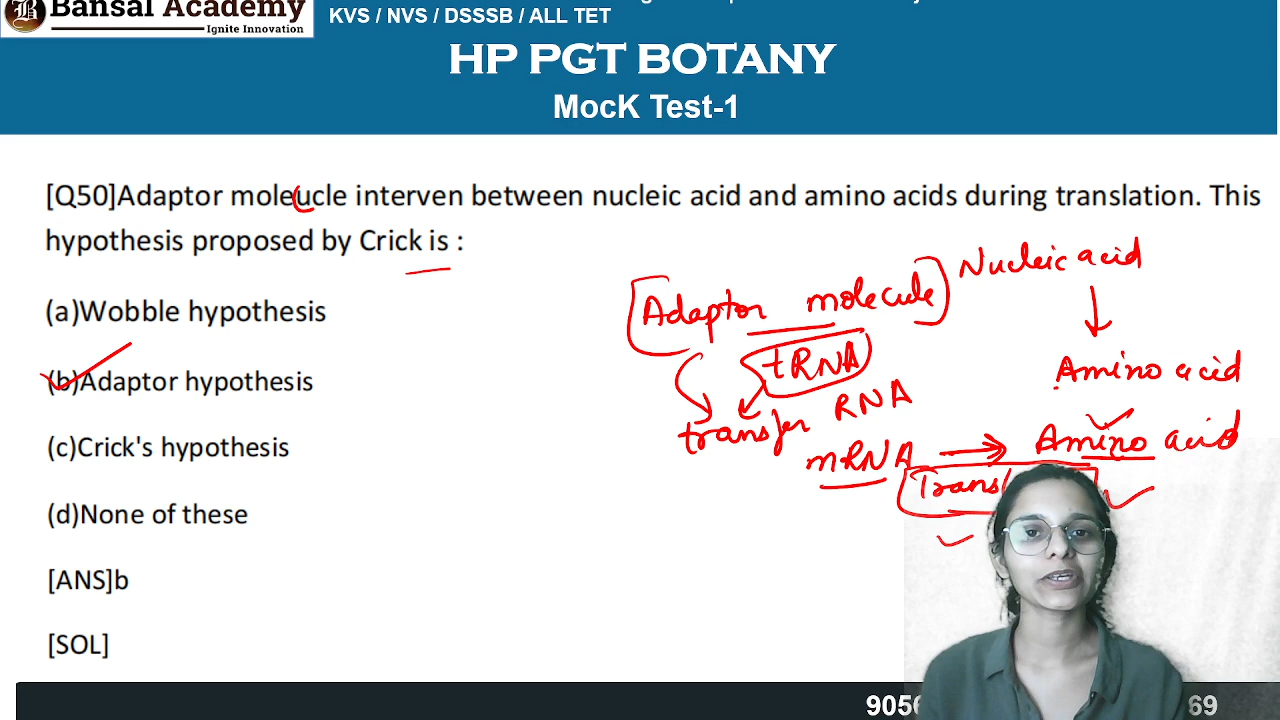 Bansal Academy
Ignite Innovation
KVS / NVS / DSSSB / ALL TET
HP PGT BOTANY
MocK Test-1
[Q50]Adaptor moleucle interven between nucleic acid and amino acids during translation. This
hypothesis proposed by Crick is :
(a)Wobble hypothesis
(b)Adaptor hypothesis
(c)Crick's hypothesis
(d)None of these
[ANS]b
[SOL]
Adaptor molecule
tRNA
transfer RNA
Nucleic acid
Amino acid
mRNA Amino acid
9056
69